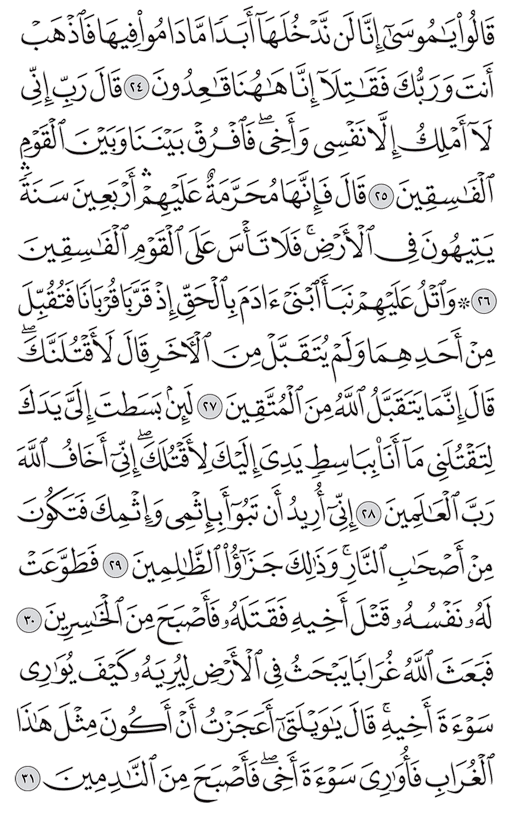 قَالُوا۟ يَـٰمُوسَىٰٓ إِنَّا لَن نَّدْخُلَهَآ أَبَدًا مَّا دَامُوا۟ فِيهَا فَٱذْهَبْ
أَنتَ وَرَبُّكَ فَقَـٰتِلَآ إِنَّا هَـٰهُنَا قَـٰعِدُونَ ٢٤ قَالَ رَبِّ إِنِّى
لَآ أَمْلِكُ إِلَّا نَفْسِى وَأَخِى ۖ فَٱفْرُقْ بَيْنَنَا وَبَيْنَ ٱلْقَوْمِ
ٱلْفَـٰسِقِينَ ٢٥ قَالَ فَإِنَّهَا مُحَرَّمَةٌ عَلَيْهِمْ ۛ أَرْبَعِينَ سَنَةً ۛ
يَتِيهُونَ فِى ٱلْأَرْضِ ۚ فَلَا تَأْسَ عَلَى ٱلْقَوْمِ ٱلْفَـٰسِقِينَ
٢٦ ۞ وَٱتْلُ عَلَيْهِمْ نَبَأَ ٱبْنَىْ ءَادَمَ بِٱلْحَقِّ إِذْ قَرَّبَا قُرْبَانًا فَتُقُبِّلَ
مِنْ أَحَدِهِمَا وَلَمْ يُتَقَبَّلْ مِنَ ٱلْـَٔاخَرِ قَالَ لَأَقْتُلَنَّكَ ۖ
قَالَ إِنَّمَا يَتَقَبَّلُ ٱللَّهُ مِنَ ٱلْمُتَّقِينَ ٢٧ لَئِنۢ بَسَطتَ إِلَىَّ يَدَكَ
لِتَقْتُلَنِى مَآ أَنَا۠ بِبَاسِطٍ يَدِىَ إِلَيْكَ لِأَقْتُلَكَ ۖ إِنِّىٓ أَخَافُ ٱللَّهَ
رَبَّ ٱلْعَـٰلَمِينَ ٢٨ إِنِّىٓ أُرِيدُ أَن تَبُوٓأَ بِإِثْمِى وَإِثْمِكَ فَتَكُونَ
مِنْ أَصْحَـٰبِ ٱلنَّارِ ۚ وَذَٰلِكَ جَزَٰٓؤُا۟ ٱلظَّـٰلِمِينَ ٢٩ فَطَوَّعَتْ
لَهُۥ نَفْسُهُۥ قَتْلَ أَخِيهِ فَقَتَلَهُۥ فَأَصْبَحَ مِنَ ٱلْخَـٰسِرِينَ ٣٠
فَبَعَثَ ٱللَّهُ غُرَابًا يَبْحَثُ فِى ٱلْأَرْضِ لِيُرِيَهُۥ كَيْفَ يُوَٰرِى
سَوْءَةَ أَخِيهِ ۚ قَالَ يَـٰوَيْلَتَىٰٓ أَعَجَزْتُ أَنْ أَكُونَ مِثْلَ هَـٰذَا
ٱلْغُرَابِ فَأُوَٰرِىَ سَوْءَةَ أَخِى ۖ فَأَصْبَحَ مِنَ ٱلنَّـٰدِمِينَ ٣١